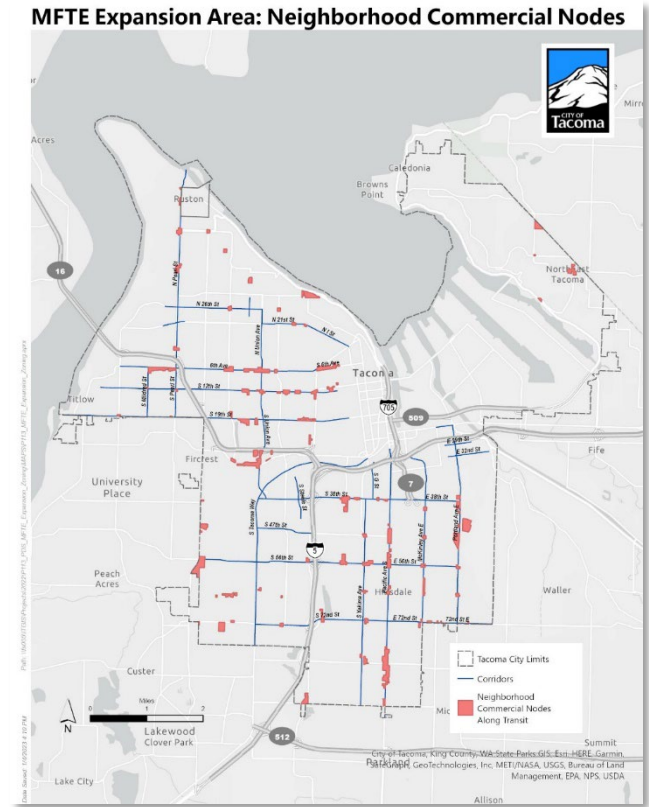 MFTE Expansion Area: Neighborhood Commercial Nodes
CITY OF
Tacoma
Acres
Caledonia
Browns
Point
Ruston
Northeast
Tacoma
16
N Pearl St
N 26th St
N Union Ave
N 21st St
N I St
6th Ave
S 6th Ave
Tacoma
S 12th St
S Mildred St
S Pearl St
705
Titlow
S 19th St
S Union Ave
509
Fircrest
Fife
University
Place
7
S 38th St
E 38th St
S Tacoma Way
S 47th St
Portland Ave E
McKinley Ave E
5
S 56th St
E 56th St
Peach
Acres
S Yakima Ave
Pacific Ave
Waller
S 72nd St
E 72nd St
72nd St E
Custer
Tacoma City Limits
Corridors
Neighborhood
Commercial Nodes
Along Transit
Miles
0
1
2
N
Lakewood
Clover Park
512
Summit
Parkland
City of Tacoma, King County, WA State Parks GIS, Esri, HERE, Garmin,
SafeGraph, GeoTechnologies, Inc, METI/NASA, USGS, Bureau of Land
Management, EPA, NPS, USDA
Lake City
Allison